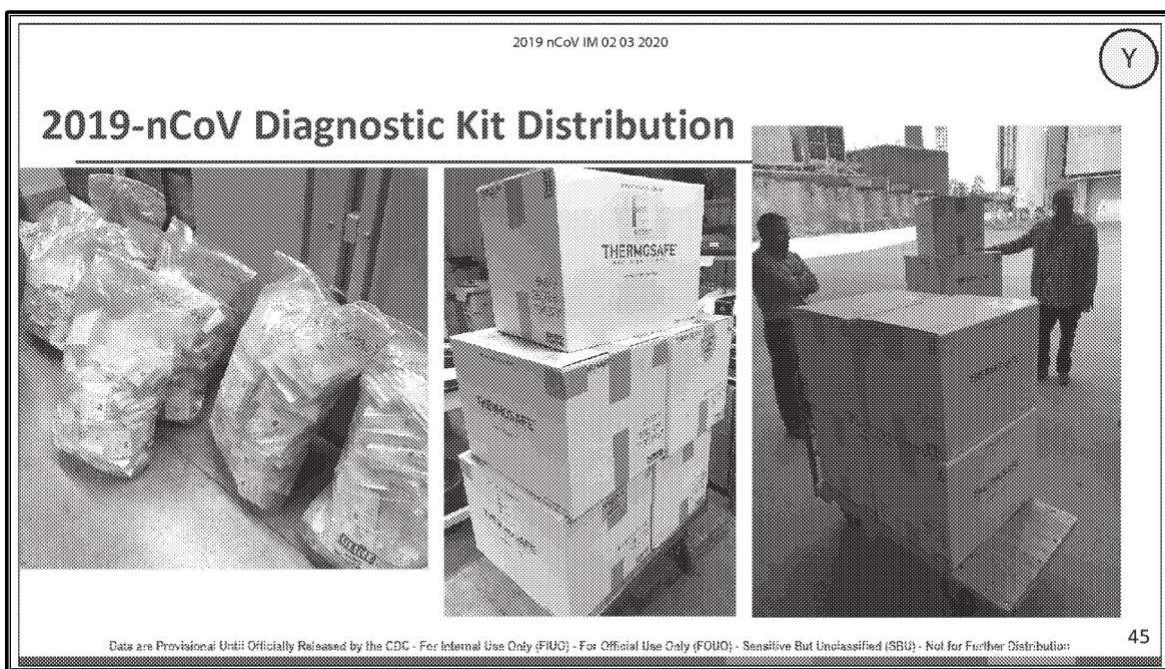 2019 nCoV IM 02 03 2020
Y
2019-nCoV Diagnostic Kit Distribution
THERMOSAFE
THERMOSAFE
THERMOSAFE
THERMOSAFE
Data are Provisional Until Officially Released by the CDC - For Internal Use Only (FIUO) - For Official Use Only (FOUO) - Sensitive But Unclassified (SBU) - Not for Further Distribution
45